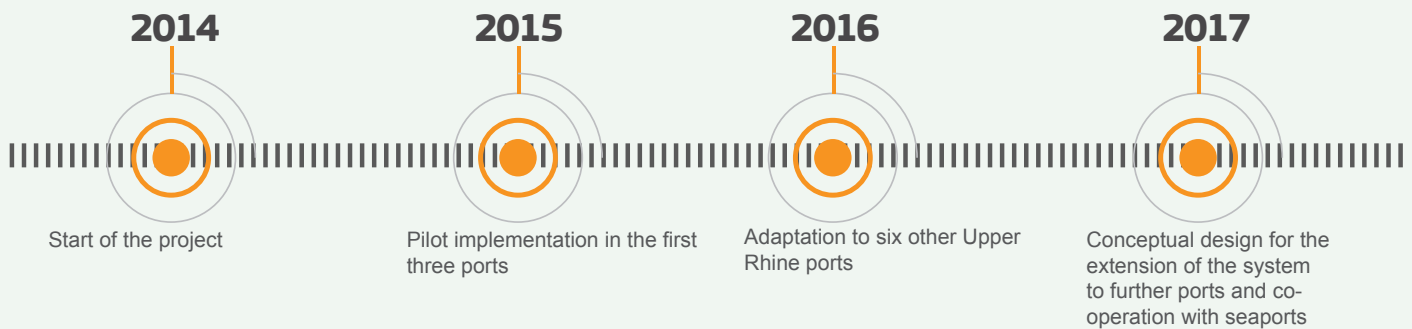 2014
Start of the project
2015
Pilot implementation in the first
three ports
2016
Adaptation to six other Upper
Rhine ports
2017
Conceptual design for the
extension of the system
to further ports and co-
operation with seaports